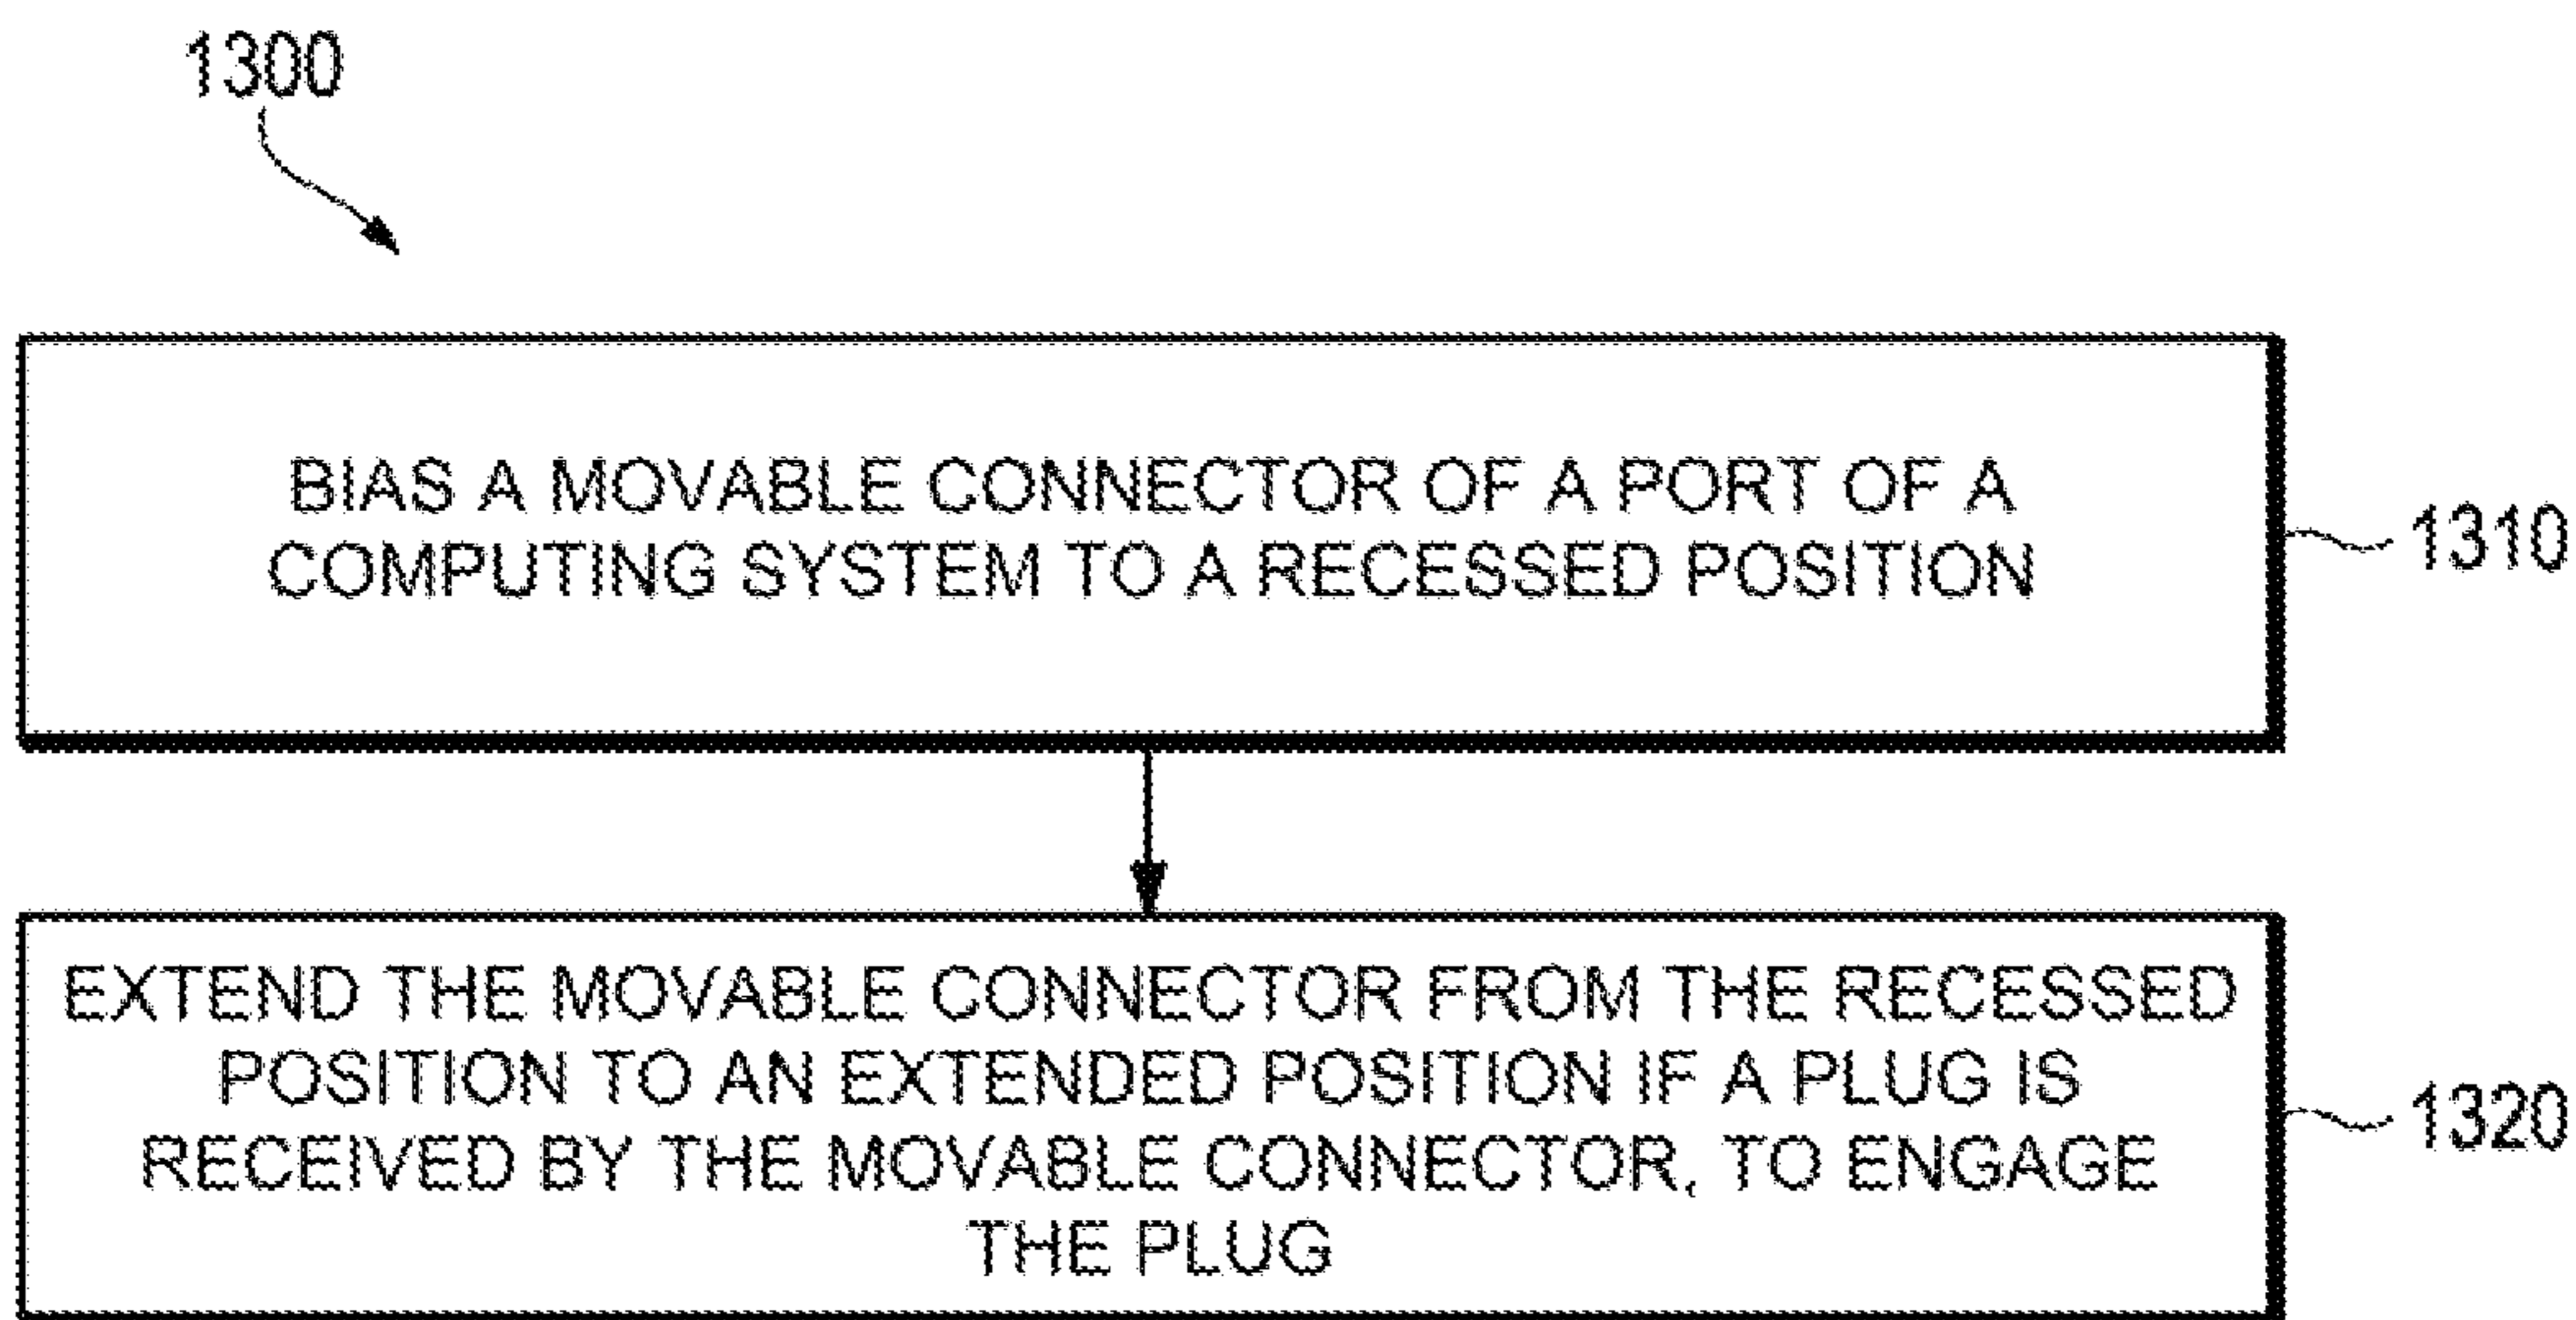 1300
BIAS A MOVABLE CONNECTOR OF A PORT OF A
COMPUTING SYSTEM TO A RECESSED POSITION
1310
EXTEND THE MOVABLE CONNECTOR FROM THE RECESSED
POSITION TO AN EXTENDED POSITION IF A PLUG IS
RECEIVED BY THE MOVABLE CONNECTOR, TO ENGAGE
THE PLUG
1320